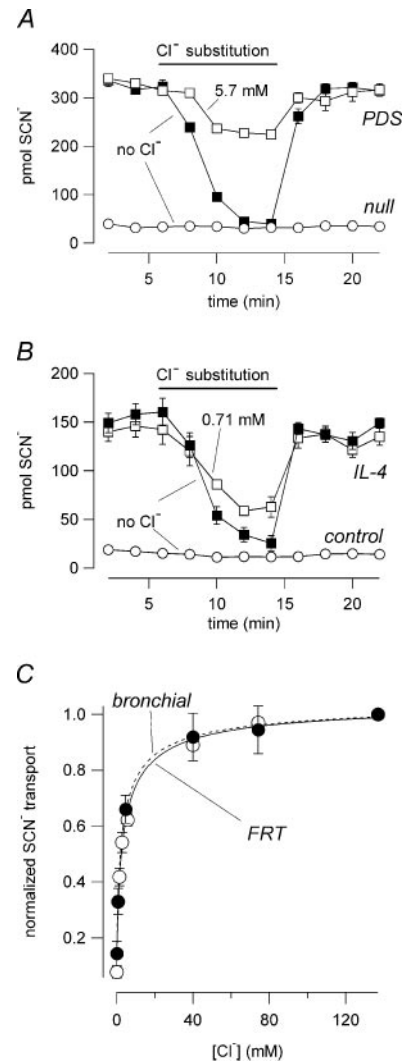 A
Cl⁻ substitution
400
300
200
100
0
pmol SCN⁻
5.7 mM
no Cl⁻
PDS
null
5 10 15 20
time (min)
B
Cl⁻ substitution
200
150
100
50
0
pmol SCN⁻
0.71 mM
no Cl⁻
IL-4
control
5 10 15 20
time (min)
C
1.0
0.8
0.6
0.4
0.2
normalized SCN⁻ transport
bronchial
FRT
0 40 80 120
[Cl⁻] (mM)